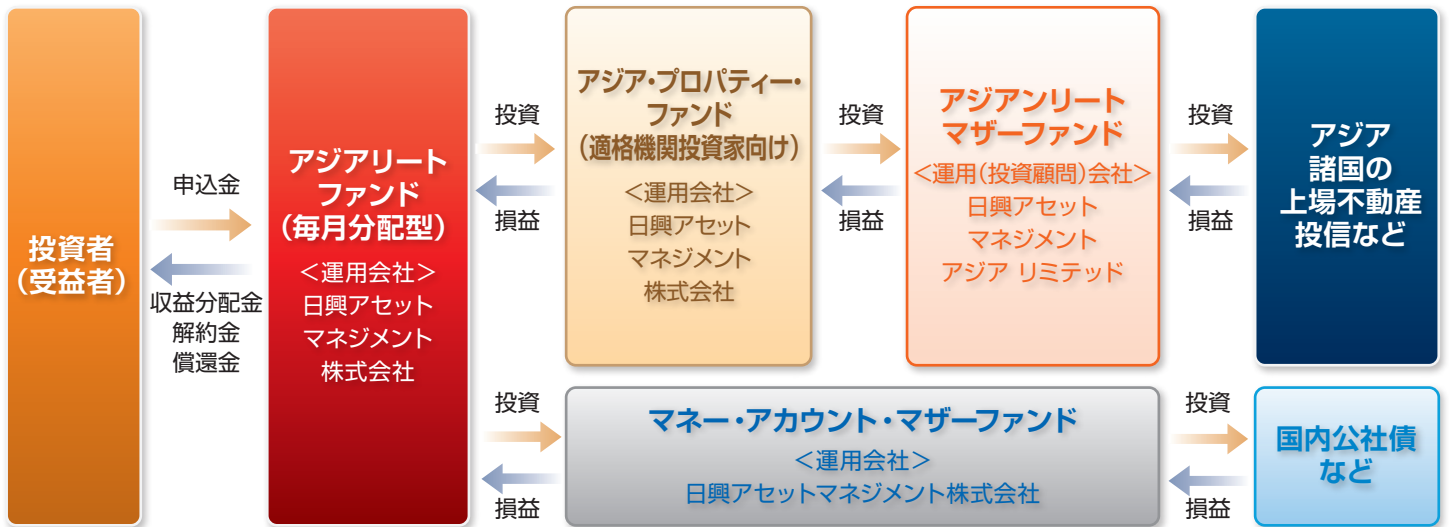 投資者
（受益者）
申込金
収益分配金
解約金
償還金
アジアリート
ファンド
（毎月分配型）
＜運用会社＞
日興アセット
マネジメント
株式会社
投資
損益
アジア・プロパティー・
ファンド
（適格機関投資家向け）
＜運用会社＞
日興アセット
マネジメント
株式会社
投資
損益
アジアンリート
マザーファンド
＜運用（投資顧問）会社＞
日興アセット
マネジメント
アジア リミテッド
投資
損益
アジア
諸国の
上場不動産
投信など
投資
損益
マネー・アカウント・マザーファンド
＜運用会社＞
日興アセットマネジメント株式会社
投資
損益
国内公社債
など